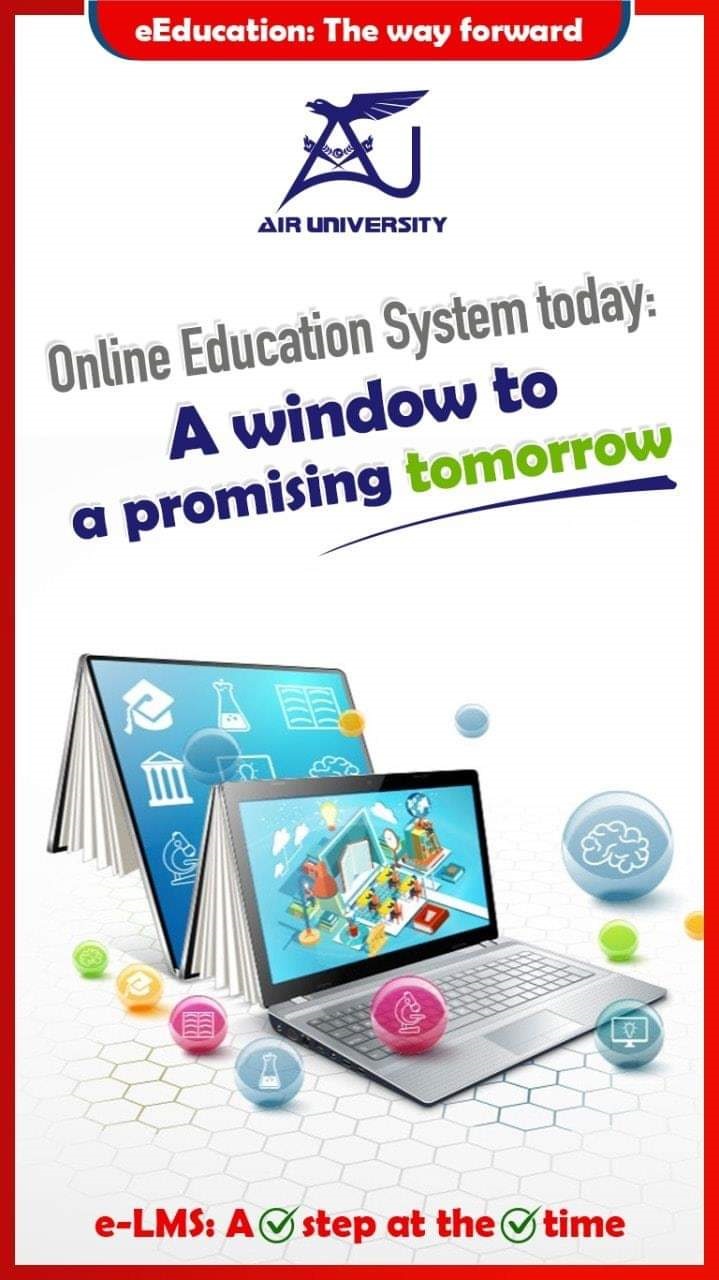 eEducation: The way forward
AIR UNIVERSITY
Online Education System today:
A window to
a promising tomorrow
e-LMS: A step at the time